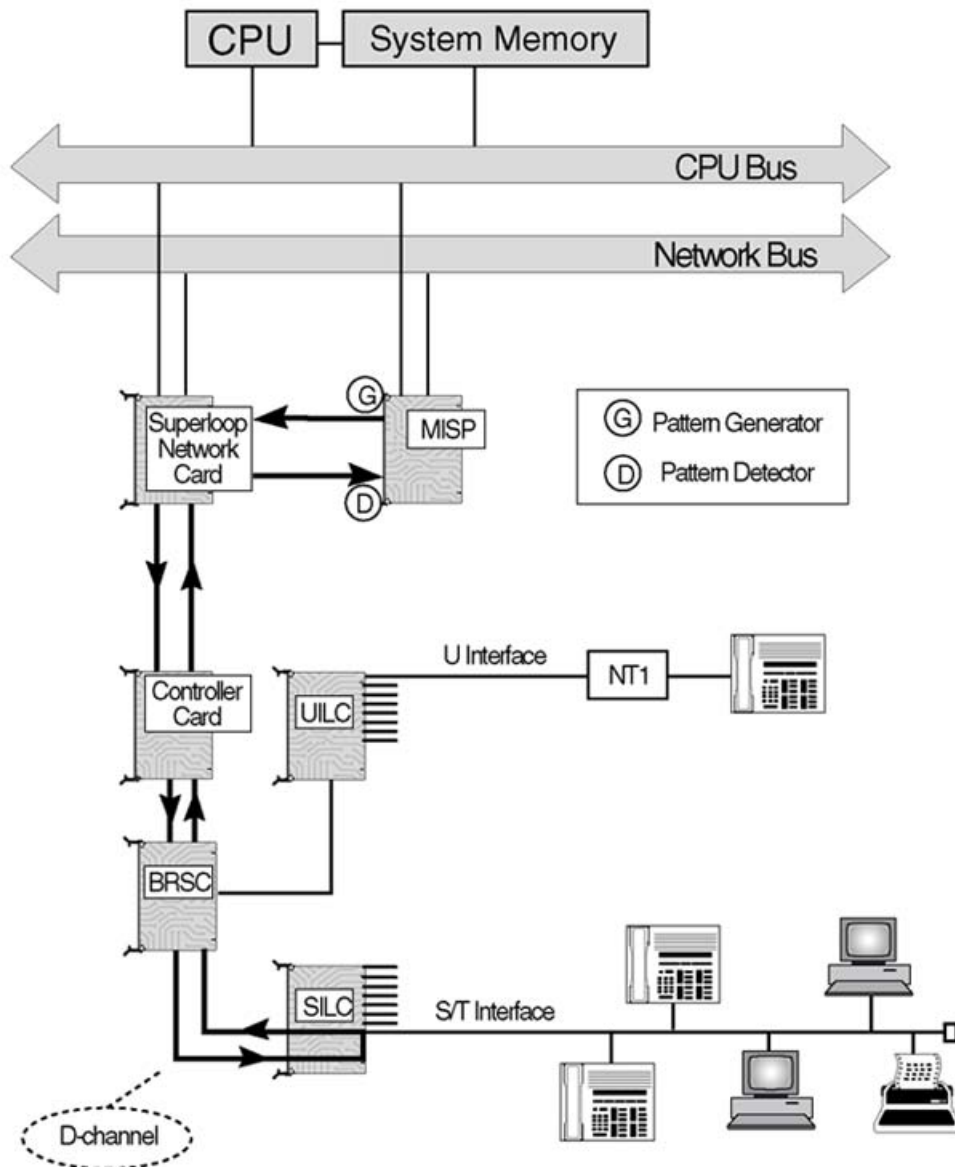 CPU
System Memory
CPU Bus
Network Bus
G
Superloop
Network
Card
MISP
D
G Pattern Generator
D Pattern Detector
U Interface
NT1
Controller
Card
UILC
BRSC
SILC
S/T Interface
D-channel